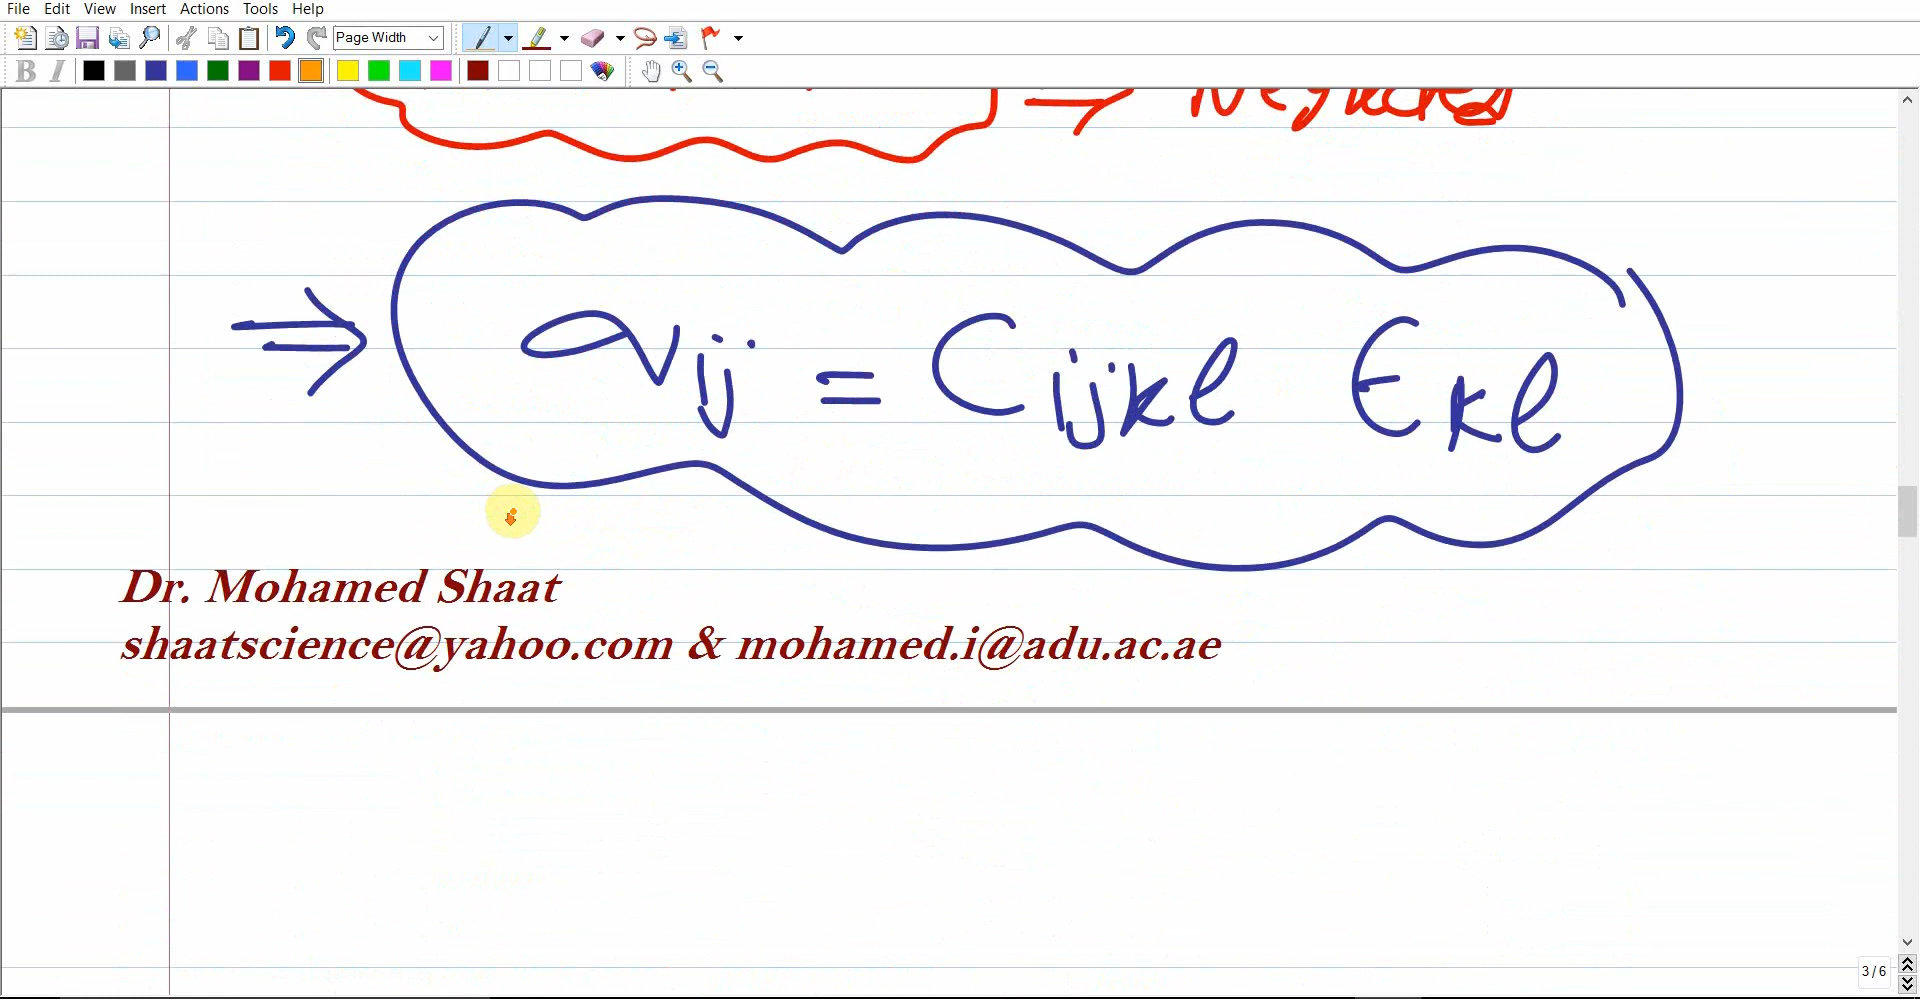 File Edit View Insert Actions Tools Help
Page Width
B I
→ Neglected
⇒ σij = Cijkl ϵkl
Dr. Mohamed Shaat
shaatscience@yahoo.com & mohamed.i@adu.ac.ae
3 / 6